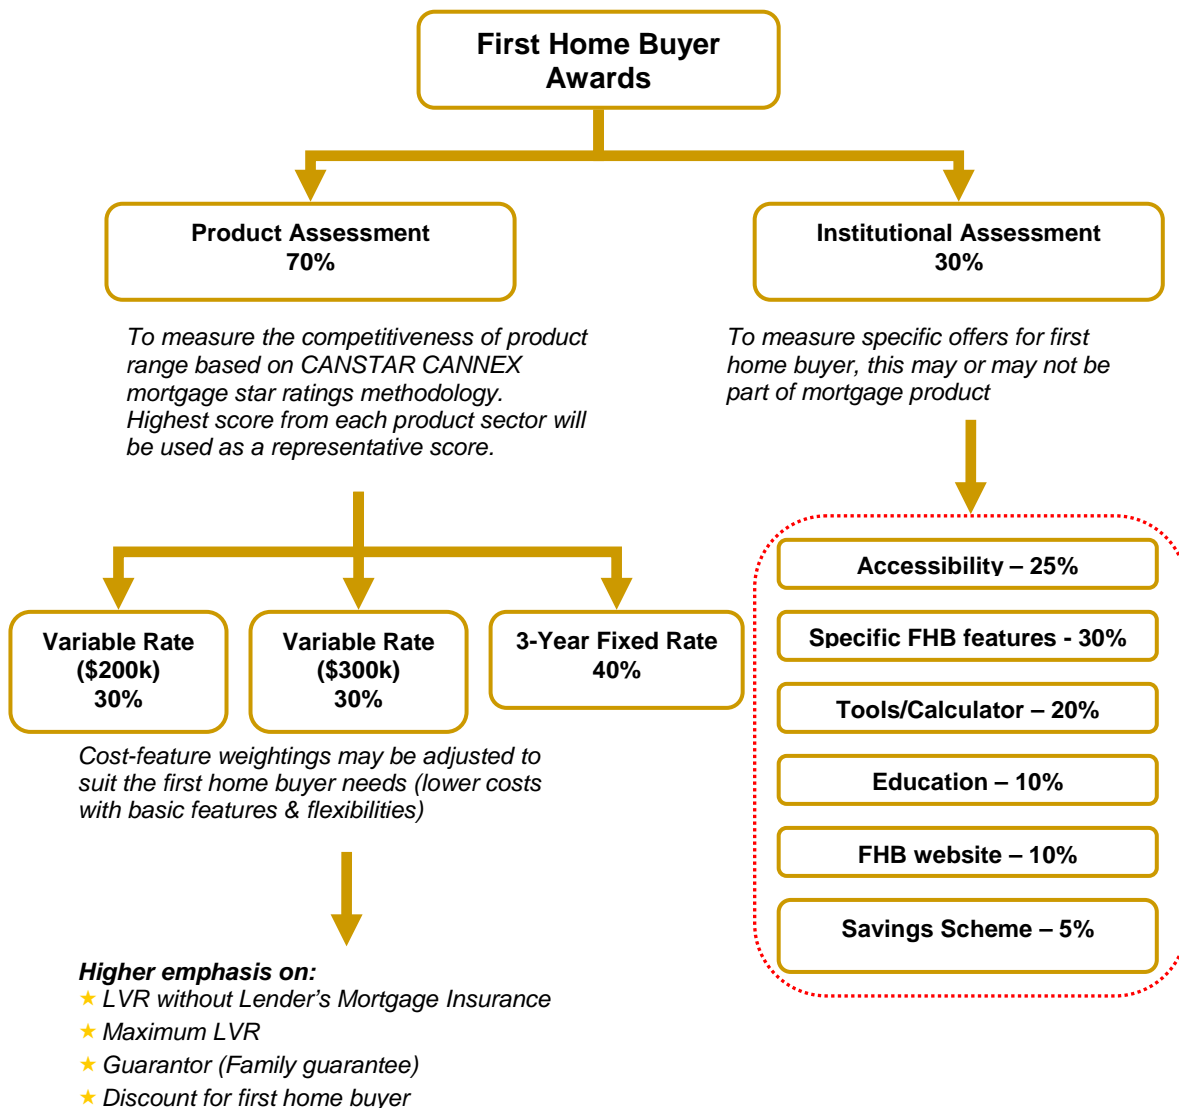 First Home Buyer
Awards
Product Assessment
70%
Institutional Assessment
30%
To measure the competitiveness of product
range based on CANSTAR CANNEX
mortgage star ratings methodology.
Highest score from each product sector will
be used as a representative score.
To measure specific offers for first
home buyer, this may or may not be
part of mortgage product
Variable Rate
($200k)
30%
Variable Rate
($300k)
30%
3-Year Fixed Rate
40%
Cost-feature weightings may be adjusted to
suit the first home buyer needs (lower costs
with basic features & flexibilities)
Higher emphasis on:
LVR without Lender’s Mortgage Insurance
Maximum LVR
Guarantor (Family guarantee)
Discount for first home buyer
Accessibility – 25%
Specific FHB features - 30%
Tools/Calculator – 20%
Education – 10%
FHB website – 10%
Savings Scheme – 5%